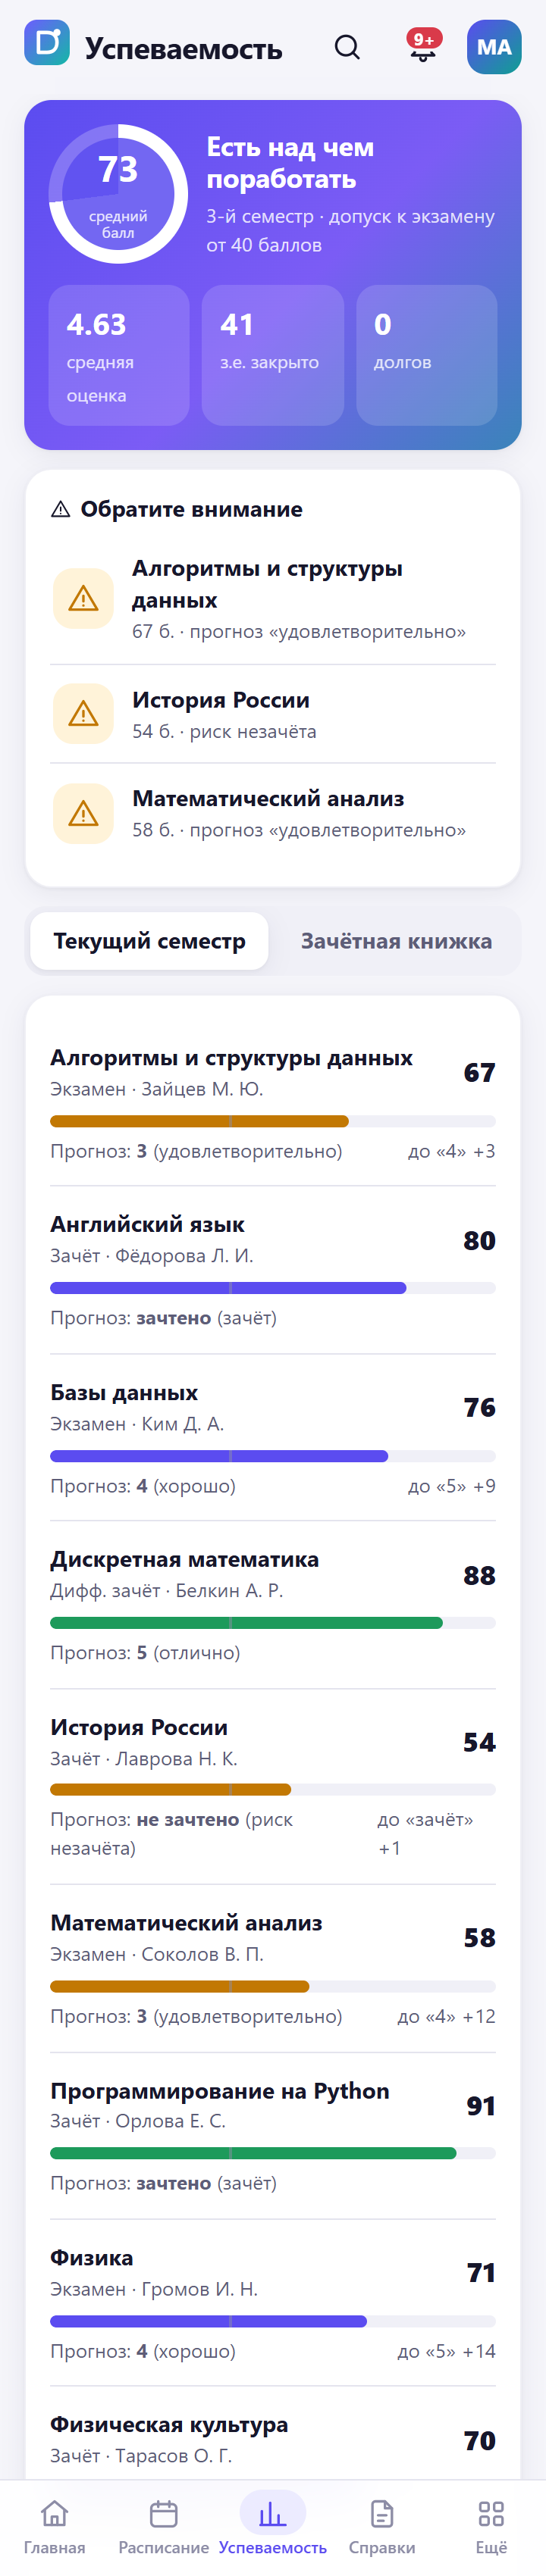 Успеваемость
9+
МА
73
средний
балл
Есть над чем
поработать
3-й семестр · допуск к экзамену
от 40 баллов
4.63
средняя
оценка
41
з.е. закрыто
0
долгов
Обратите внимание
Алгоритмы и структуры
данных
67 б. · прогноз «удовлетворительно»
История России
54 б. · риск незачёта
Математический анализ
58 б. · прогноз «удовлетворительно»
Текущий семестр
Зачётная книжка
Алгоритмы и структуры данных
67
Экзамен · Зайцев М. Ю.
Прогноз: 3 (удовлетворительно)
до «4» +3
Английский язык
80
Зачёт · Фёдорова Л. И.
Прогноз: зачтено (зачёт)
Базы данных
76
Экзамен · Ким Д. А.
Прогноз: 4 (хорошо)
до «5» +9
Дискретная математика
88
Дифф. зачёт · Белкин А. Р.
Прогноз: 5 (отлично)
История России
54
Зачёт · Лаврова Н. К.
Прогноз: не зачтено (риск
незачёта)
до «зачёт»
+1
Математический анализ
58
Экзамен · Соколов В. П.
Прогноз: 3 (удовлетворительно)
до «4» +12
Программирование на Python
91
Зачёт · Орлова Е. С.
Прогноз: зачтено (зачёт)
Физика
71
Экзамен · Громов И. Н.
Прогноз: 4 (хорошо)
до «5» +14
Физическая культура
70
Зачёт · Тарасов О. Г.
Главная
Расписание
Успеваемость
Справки
Ещё